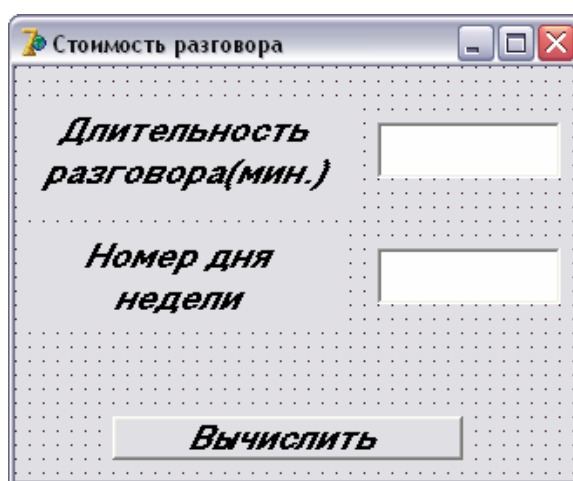 Стоимость разговора
Длительность
разговора(мин.)
Номер дня
недели
Вычислить